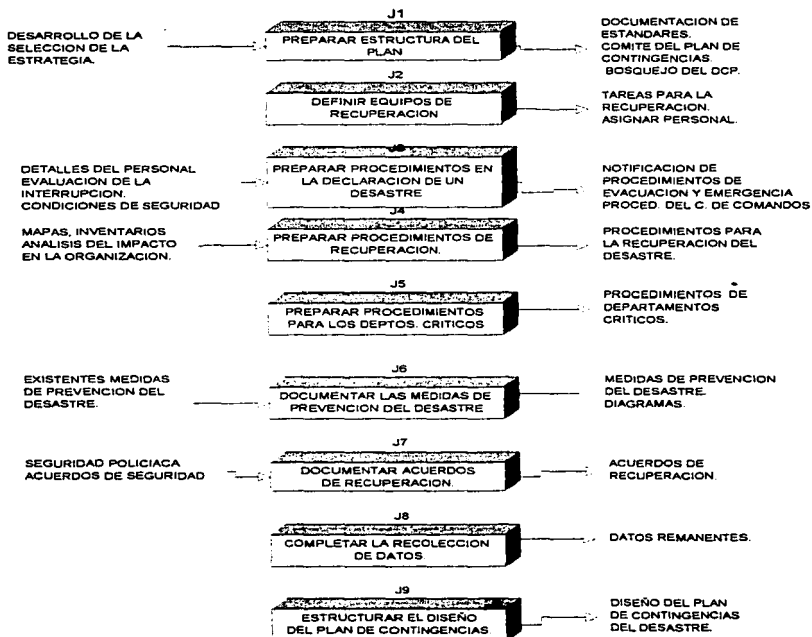 J1
DESARROLLO DE LA
SELECCION DE LA
ESTRATEGIA.
PREPARAR ESTRUCTURA DEL
PLAN
DOCUMENTACION DE
ESTANDARES.
COMITE DEL PLAN DE
CONTINGENCIAS.
BOSQUEJO DEL DCP.
J2
DEFINIR EQUIPOS DE
RECUPERACION
TAREAS PARA LA
RECUPERACION.
ASIGNAR PERSONAL.
J3
DETALLES DEL PERSONAL
EVALUACION DE LA
INTERRUPCION.
CONDICIONES DE SEGURIDAD
PREPARAR PROCEDIMIENTOS EN
LA DECLARACION DE UN
DESASTRE
NOTIFICACION DE
PROCEDIMIENTOS DE
EVACUACION Y EMERGENCIA
PROCED. DEL C. DE COMANDOS
J4
MAPAS, INVENTARIOS
ANALISIS DEL IMPACTO
EN LA ORGANIZACION.
PREPARAR PROCEDIMIENTOS DE
RECUPERACION.
PROCEDIMIENTOS PARA
LA RECUPERACION DEL
DESASTRE.
J5
PREPARAR PROCEDIMIENTOS
PARA LOS DEPTOS. CRITICOS
PROCEDIMIENTOS DE
DEPARTAMENTOS
CRITICOS.
J6
EXISTENTES MEDIDAS
DE PREVENCION DEL
DESASTRE.
DOCUMENTAR LAS MEDIDAS DE
PREVENCION DEL DESASTRE
MEDIDAS DE PREVENCION
DEL DESASTRE.
DIAGRAMAS.
J7
SEGURIDAD POLICIACA
ACUERDOS DE SEGURIDAD
DOCUMENTAR ACUERDOS
DE RECUPERACION.
ACUERDOS DE
RECUPERACION.
J8
COMPLETAR LA RECOLECCION
DE DATOS.
DATOS REMANENTES.
J9
ESTRUCTURAR EL DISEÑO
DEL PLAN DE CONTINGENCIAS.
DISEÑO DEL PLAN
DE CONTINGENCIAS
DEL DESASTRE.